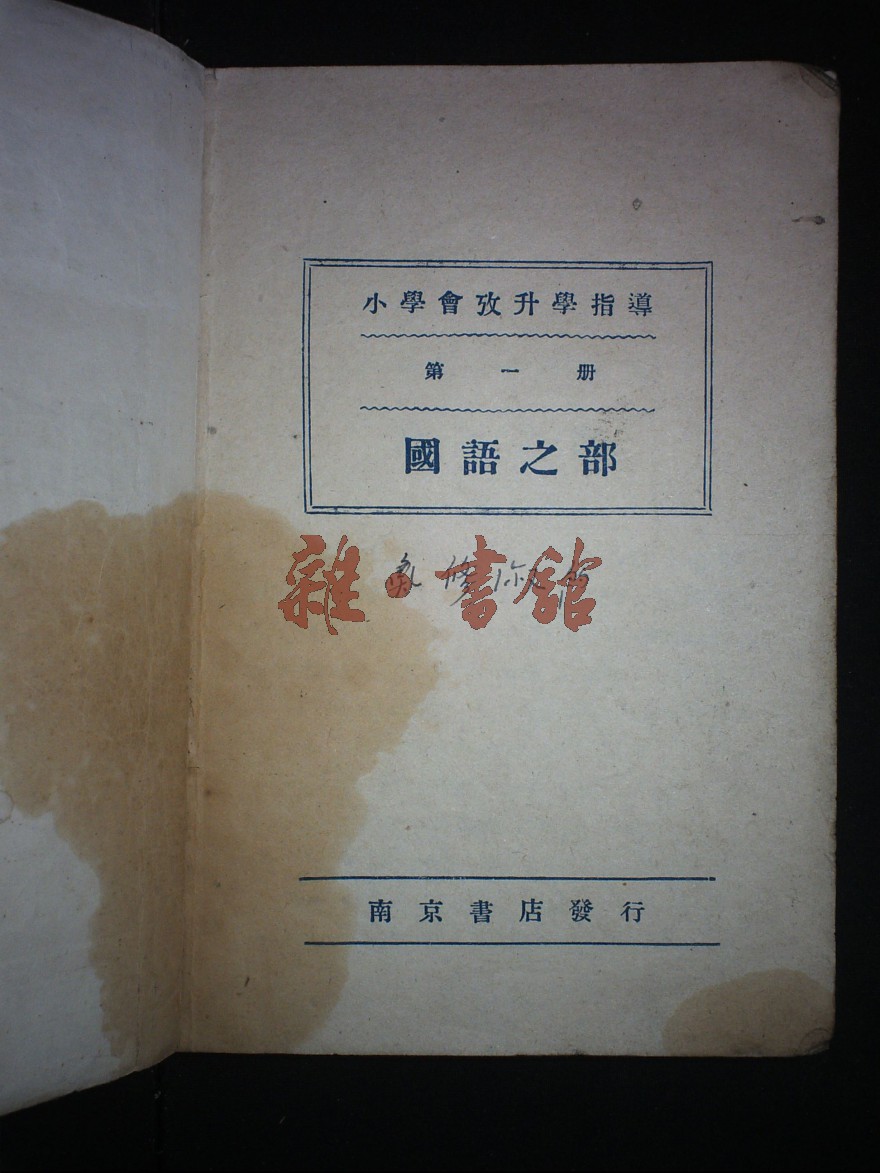 小學會攷升學指導
第一册
國語之部
雜·書館
南京書店發行